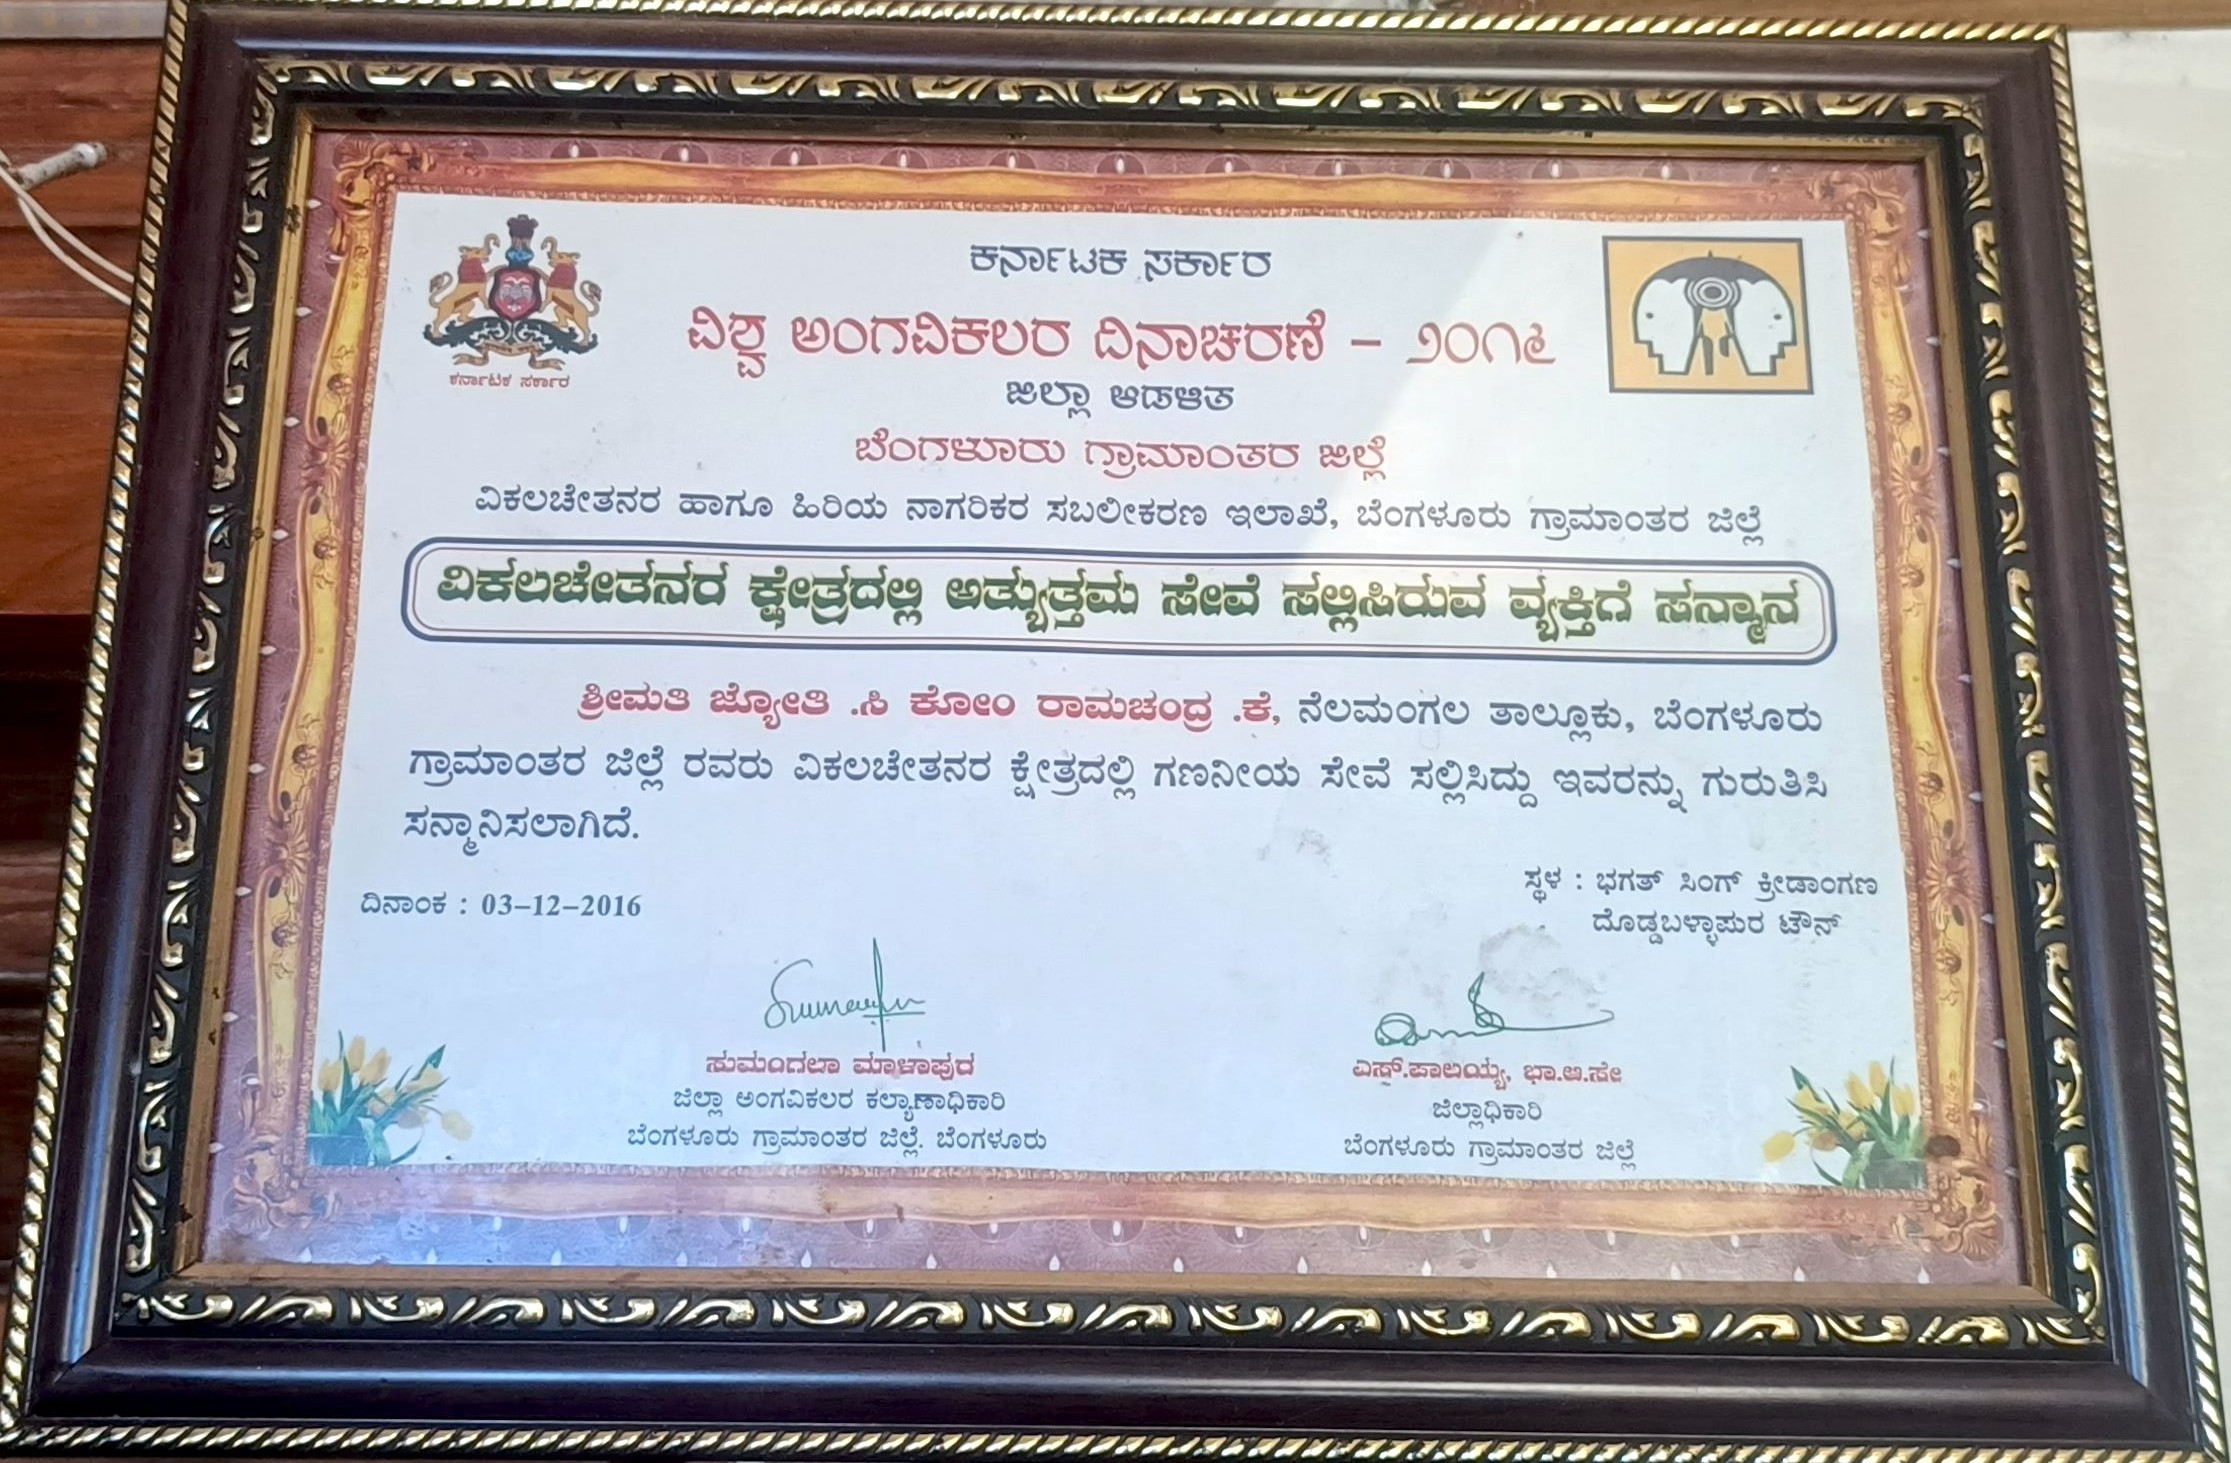 ಕರ್ನಾಟಕ ಸರ್ಕಾರ
ಕರ್ನಾಟಕ ಸರ್ಕಾರ
ವಿಶ್ವ ಅಂಗವಿಕಲರ ದಿನಾಚರಣೆ – ೨೦೧೬
ಜಿಲ್ಲಾ ಆಡಳಿತ
ಬೆಂಗಳೂರು ಗ್ರಾಮಾಂತರ ಜಿಲ್ಲೆ
ವಿಕಲಚೇತನರ ಹಾಗೂ ಹಿರಿಯ ನಾಗರಿಕರ ಸಬಲೀಕರಣ ಇಲಾಖೆ, ಬೆಂಗಳೂರು ಗ್ರಾಮಾಂತರ ಜಿಲ್ಲೆ
ವಿಕಲಚೇತನರ ಕ್ಷೇತ್ರದಲ್ಲಿ ಅತ್ಯುತ್ತಮ ಸೇವೆ ಸಲ್ಲಿಸಿರುವ ವ್ಯಕ್ತಿಗೆ ಸನ್ಮಾನ
ಶ್ರೀಮತಿ ಜ್ಯೋತಿ .ಸಿ ಕೋಂ ರಾಮಚಂದ್ರ .ಕೆ, ನೆಲಮಂಗಲ ತಾಲ್ಲೂಕು, ಬೆಂಗಳೂರು
ಗ್ರಾಮಾಂತರ ಜಿಲ್ಲೆ ರವರು ವಿಕಲಚೇತನರ ಕ್ಷೇತ್ರದಲ್ಲಿ ಗಣನೀಯ ಸೇವೆ ಸಲ್ಲಿಸಿದ್ದು ಇವರನ್ನು ಗುರುತಿಸಿ
ಸನ್ಮಾನಿಸಲಾಗಿದೆ.
ಸ್ಥಳ : ಭಗತ್ ಸಿಂಗ್ ಕ್ರೀಡಾಂಗಣ
ದೊಡ್ಡಬಳ್ಳಾಪುರ ಟೌನ್
ದಿನಾಂಕ : 03–12–2016
ಸುಮಂಗಲಾ ಮಾಳಾಪುರ
ಜಿಲ್ಲಾ ಅಂಗವಿಕಲರ ಕಲ್ಯಾಣಾಧಿಕಾರಿ
ಬೆಂಗಳೂರು ಗ್ರಾಮಾಂತರ ಜಿಲ್ಲೆ. ಬೆಂಗಳೂರು
ಎಸ್.ಪಾಲಯ್ಯ, ಭಾ.ಆ.ಸೇ
ಜಿಲ್ಲಾಧಿಕಾರಿ
ಬೆಂಗಳೂರು ಗ್ರಾಮಾಂತರ ಜಿಲ್ಲೆ